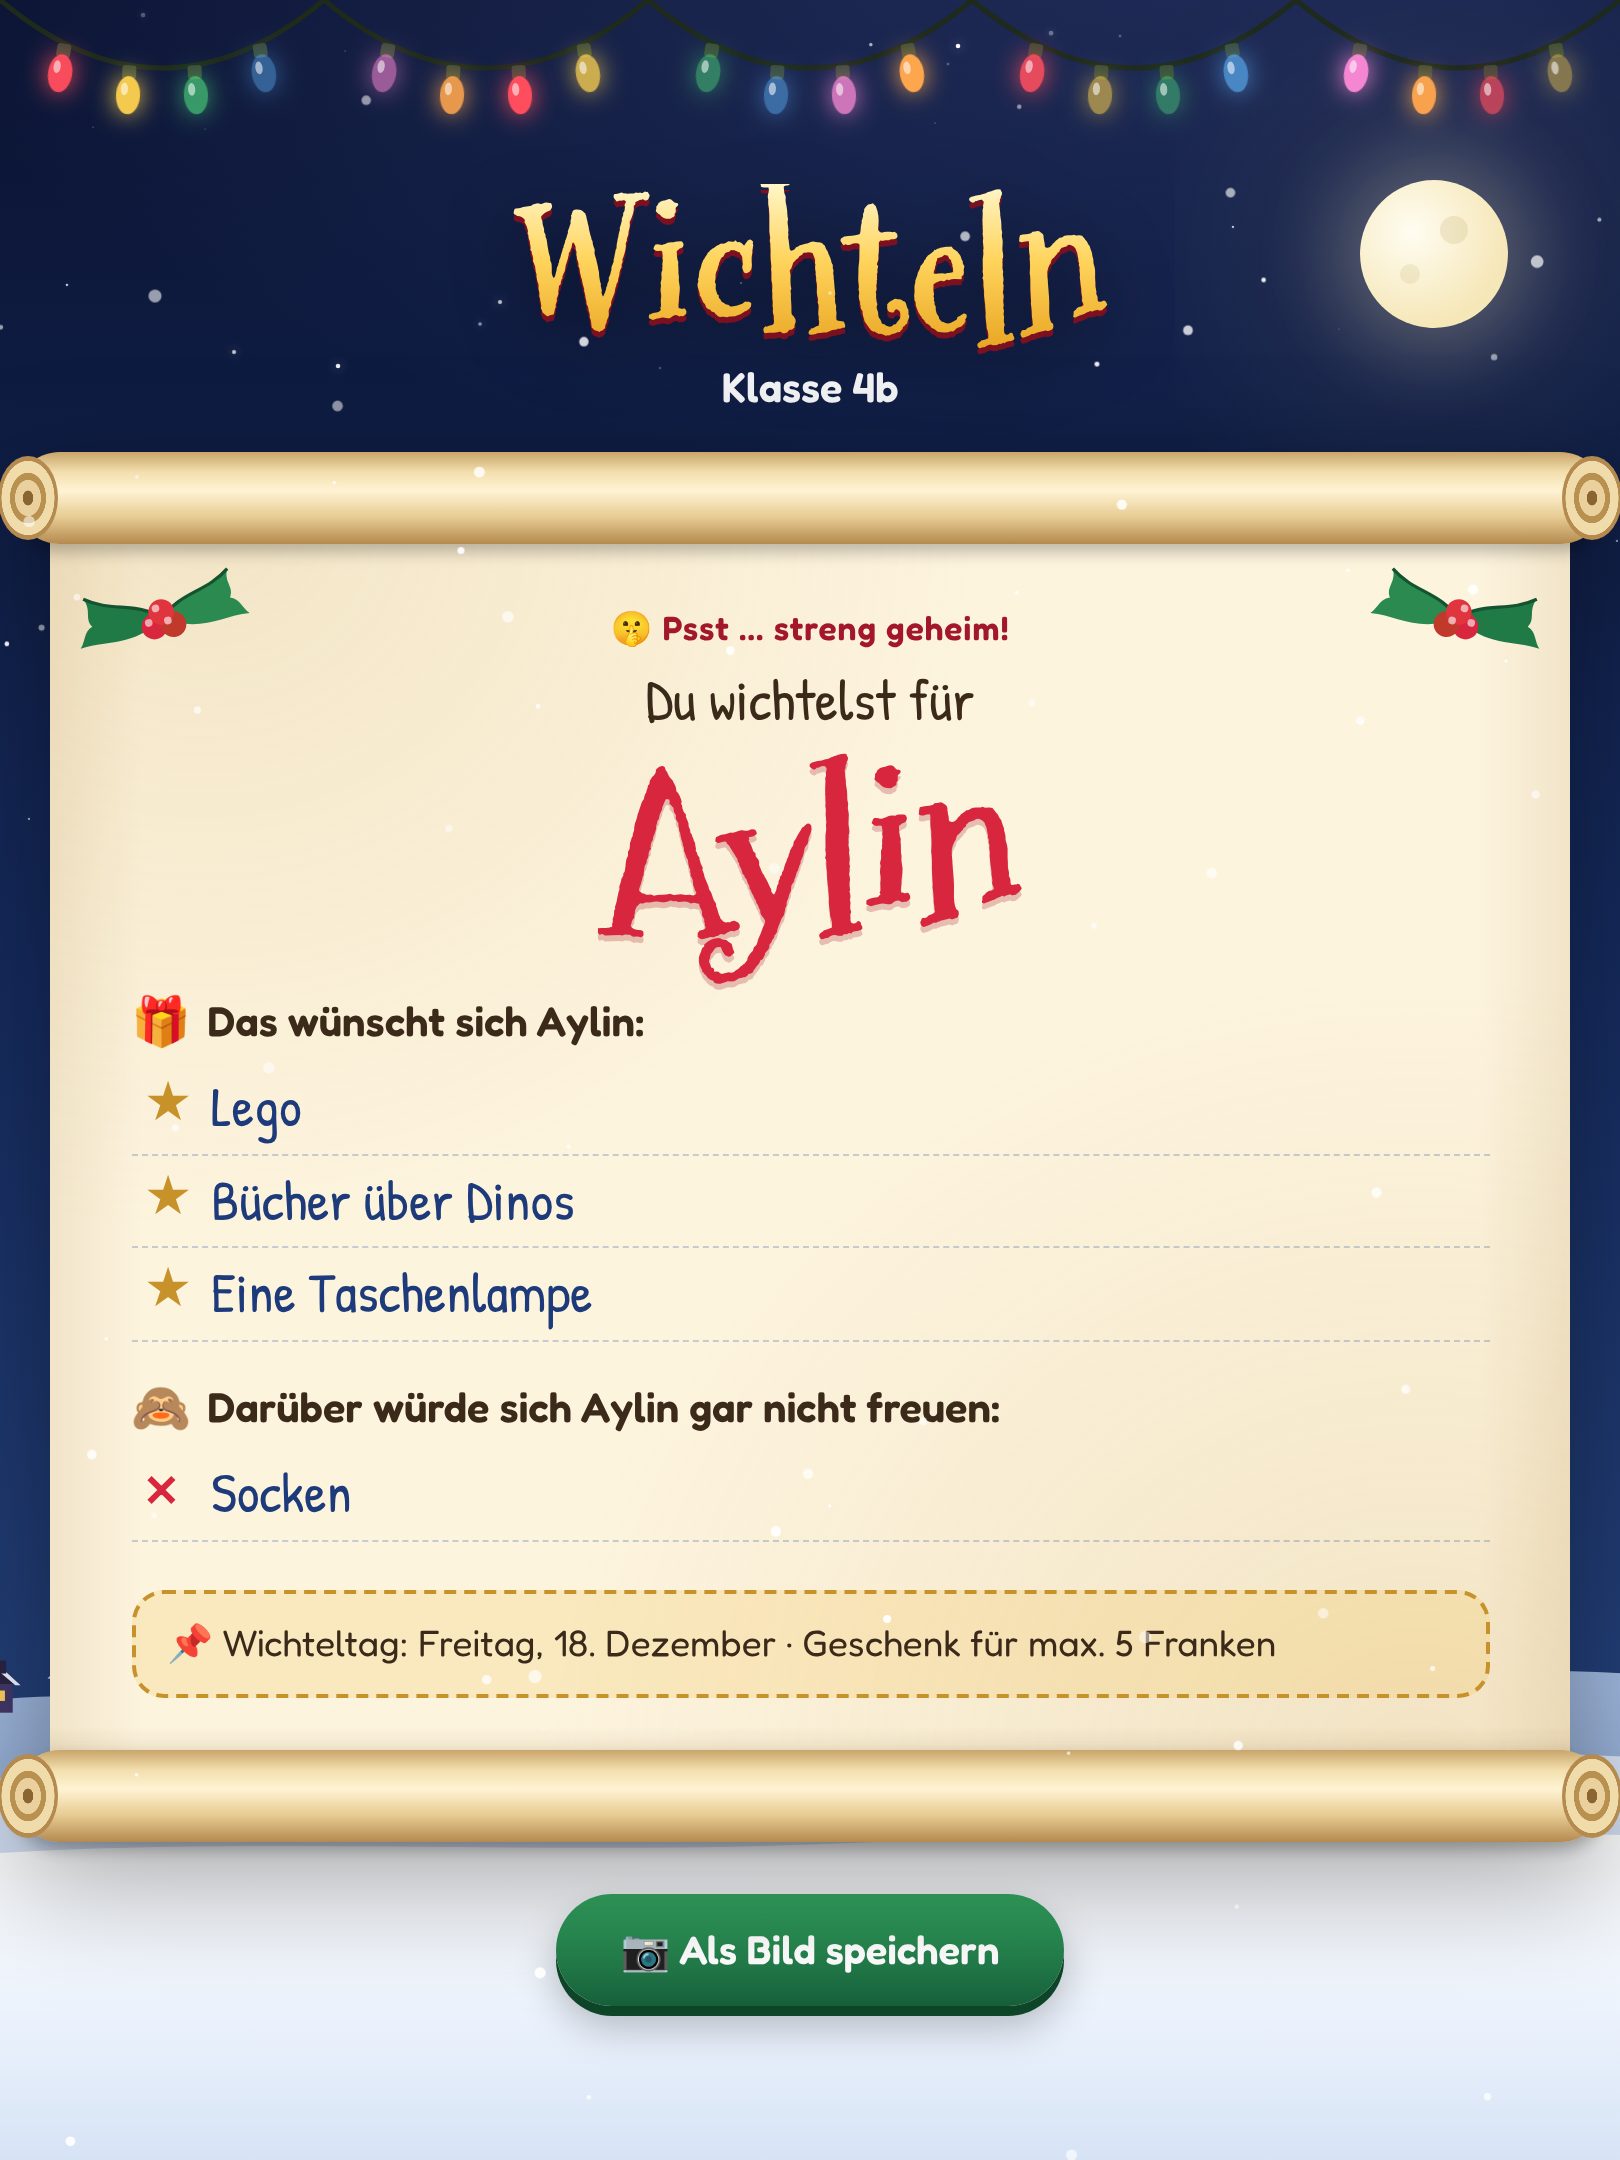 Wichteln
Klasse 4b
Psst ... streng geheim!
Du wichtelst für
Aylin
Das wünscht sich Aylin:
Lego
Bücher über Dinos
Eine Taschenlampe
Darüber würde sich Aylin gar nicht freuen:
Socken
Wichteltag: Freitag, 18. Dezember · Geschenk für max. 5 Franken
Als Bild speichern